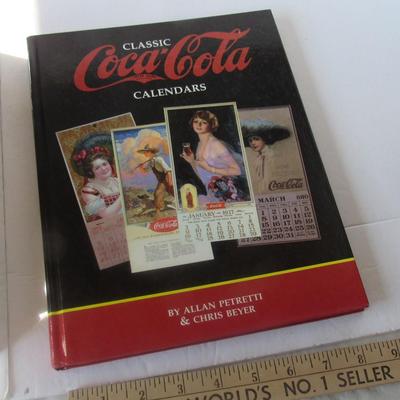 CLASSIC
Coca-Cola
CALENDARS
Coca-Cola
JANUARY 1927
Coca-Cola
MARCH
BY ALLAN PETRETTI
& CHRIS BEYER
WORLD'S NO. 1 SELLER